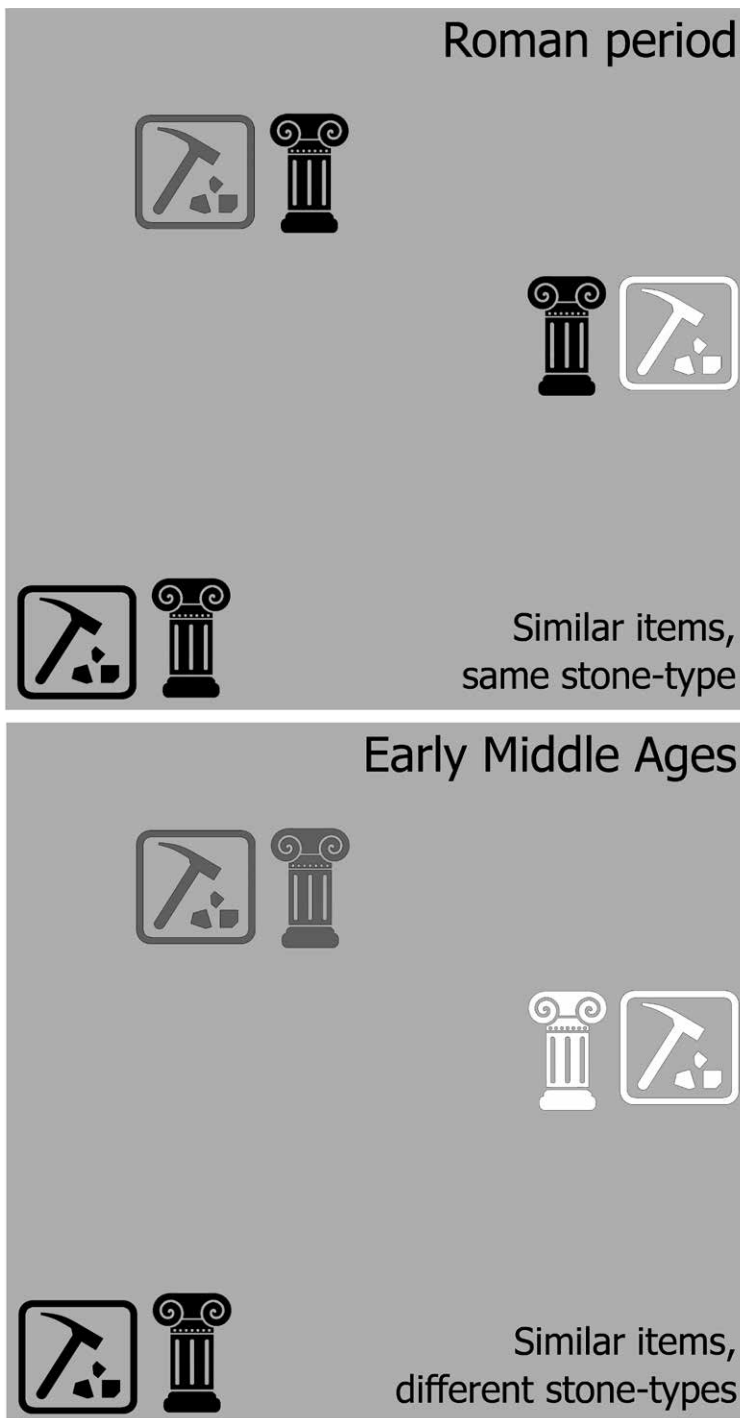 Roman period
Similar items,
same stone-type
Early Middle Ages
Similar items,
different stone-types